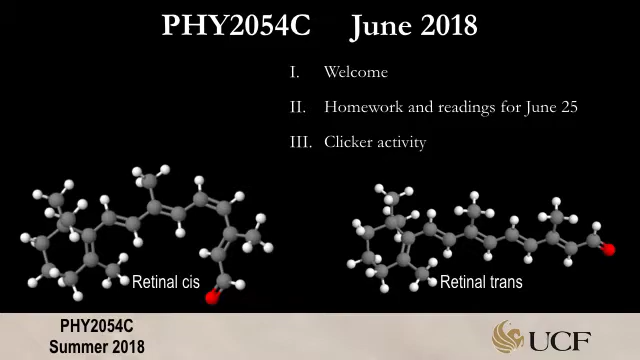 PHY2054C June 2018
I. Welcome
II. Homework and readings for June 25
III. Clicker activity
Retinal cis
Retinal trans
PHY2054C
Summer 2018
UCF